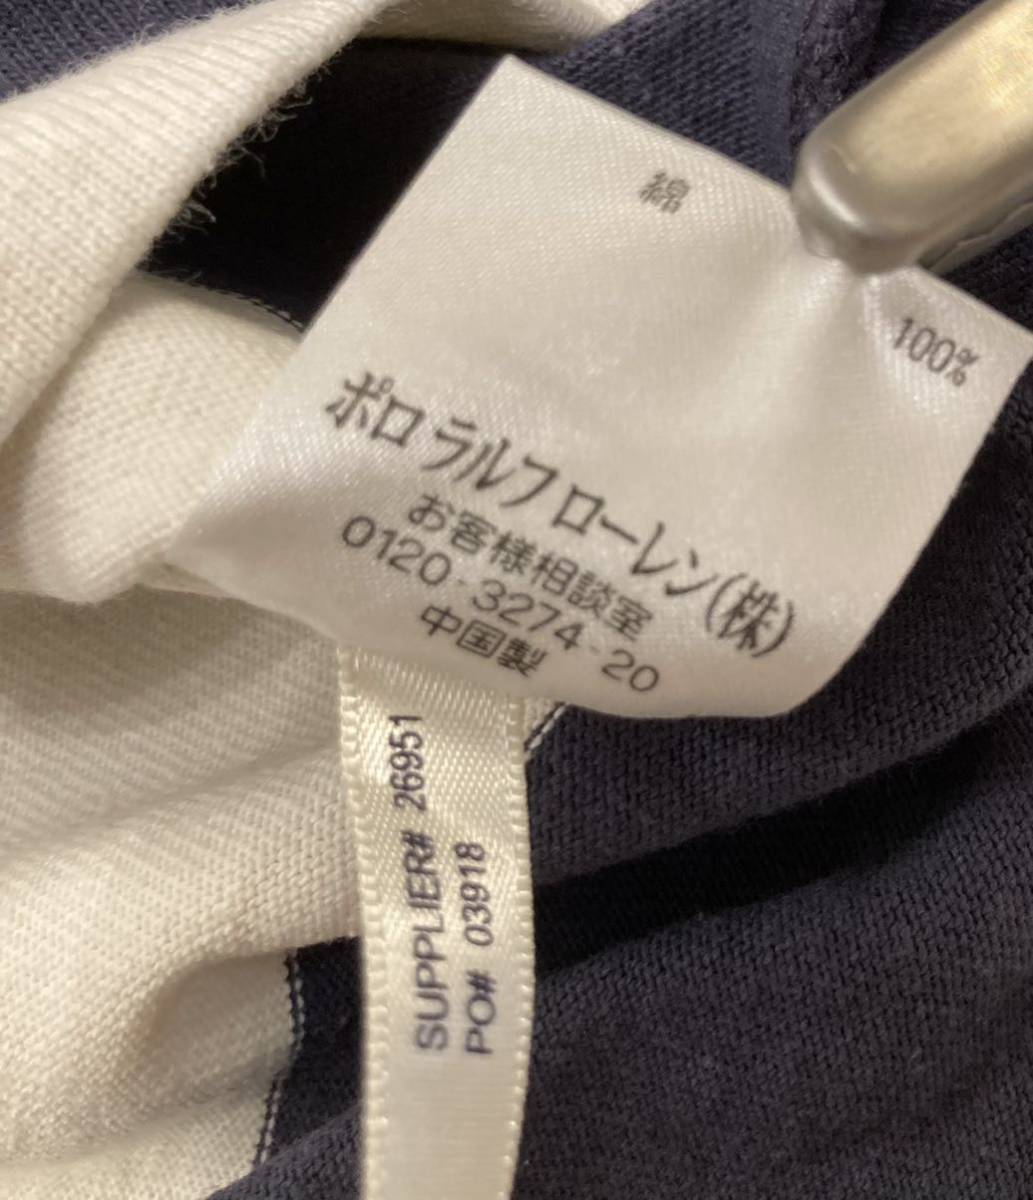 綿
100%
ポロ ラルフ ローレン(株)
お客様相談室
0120-3274-20
中国製
SUPPLIER# 26951
PO# 03918